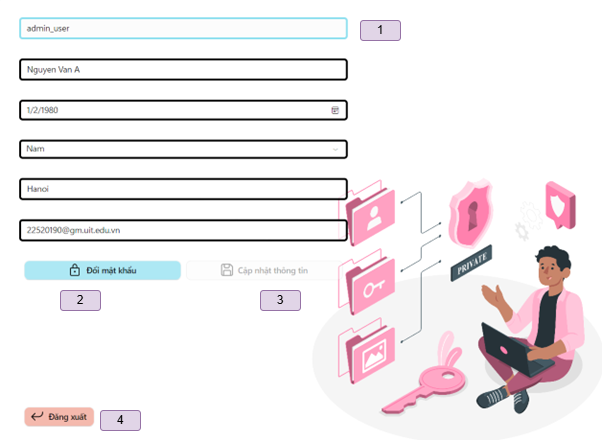 admin_user
1
Nguyen Van A
1/2/1980
Nam
Hanoi
22520190@gm.uit.edu.vn
Đổi mật khẩu
Cập nhật thông tin
2
3
PRIVATE
Đăng xuất
4